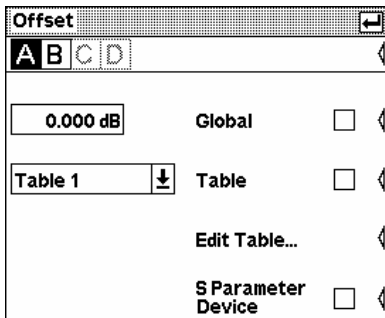 Offset
A B C D
0.000 dB Global
Table 1 Table
Edit Table...
S Parameter
Device